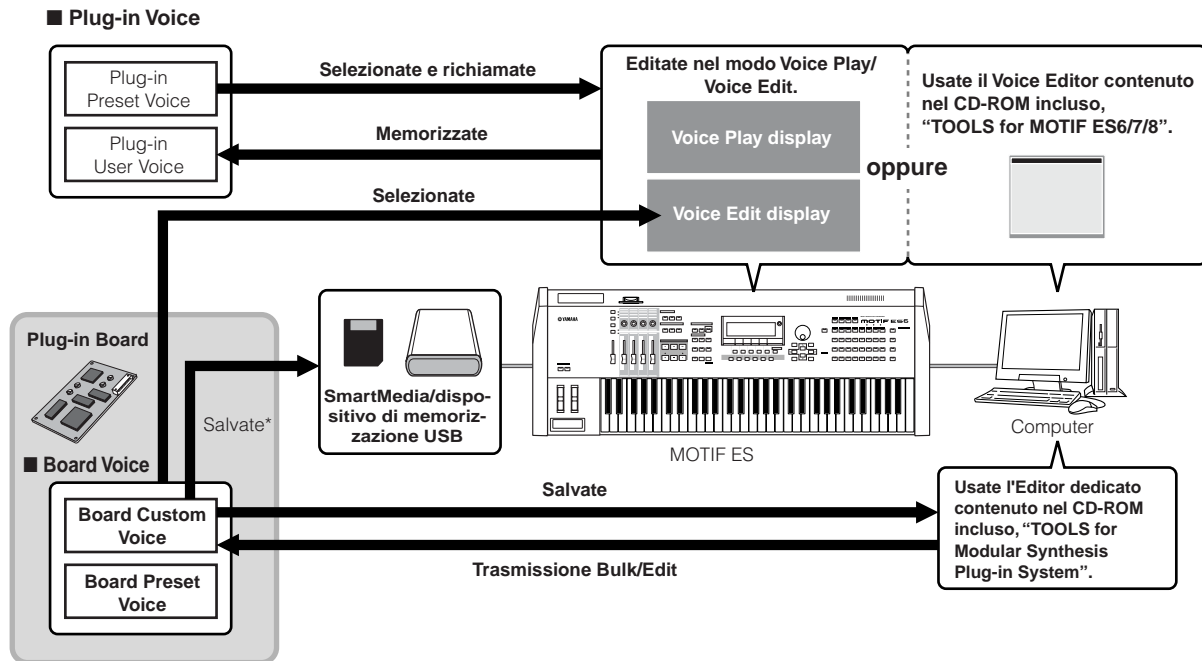 ■ Plug-in Voice
Plug-in
Preset Voice
Plug-in
User Voice
Selezionate e richiamate
Memorizzate
Selezionate
Editate nel modo Voice Play/
Voice Edit.
Voice Play display
Voice Edit display
oppure
Usate il Voice Editor contenuto
nel CD-ROM incluso,
“TOOLS for MOTIF ES6/7/8”.
Plug-in Board
Salvate*
SmartMedia/dispo-
sitivo di memoriz-
zazione USB
YAMAHA
MOTIF ES6
MOTIF ES
Computer
■ Board Voice
Board Custom
Voice
Board Preset
Voice
Salvate
Trasmissione Bulk/Edit
Usate l'Editor dedicato
contenuto nel CD-ROM
incluso, “TOOLS for
Modular Synthesis
Plug-in System”.